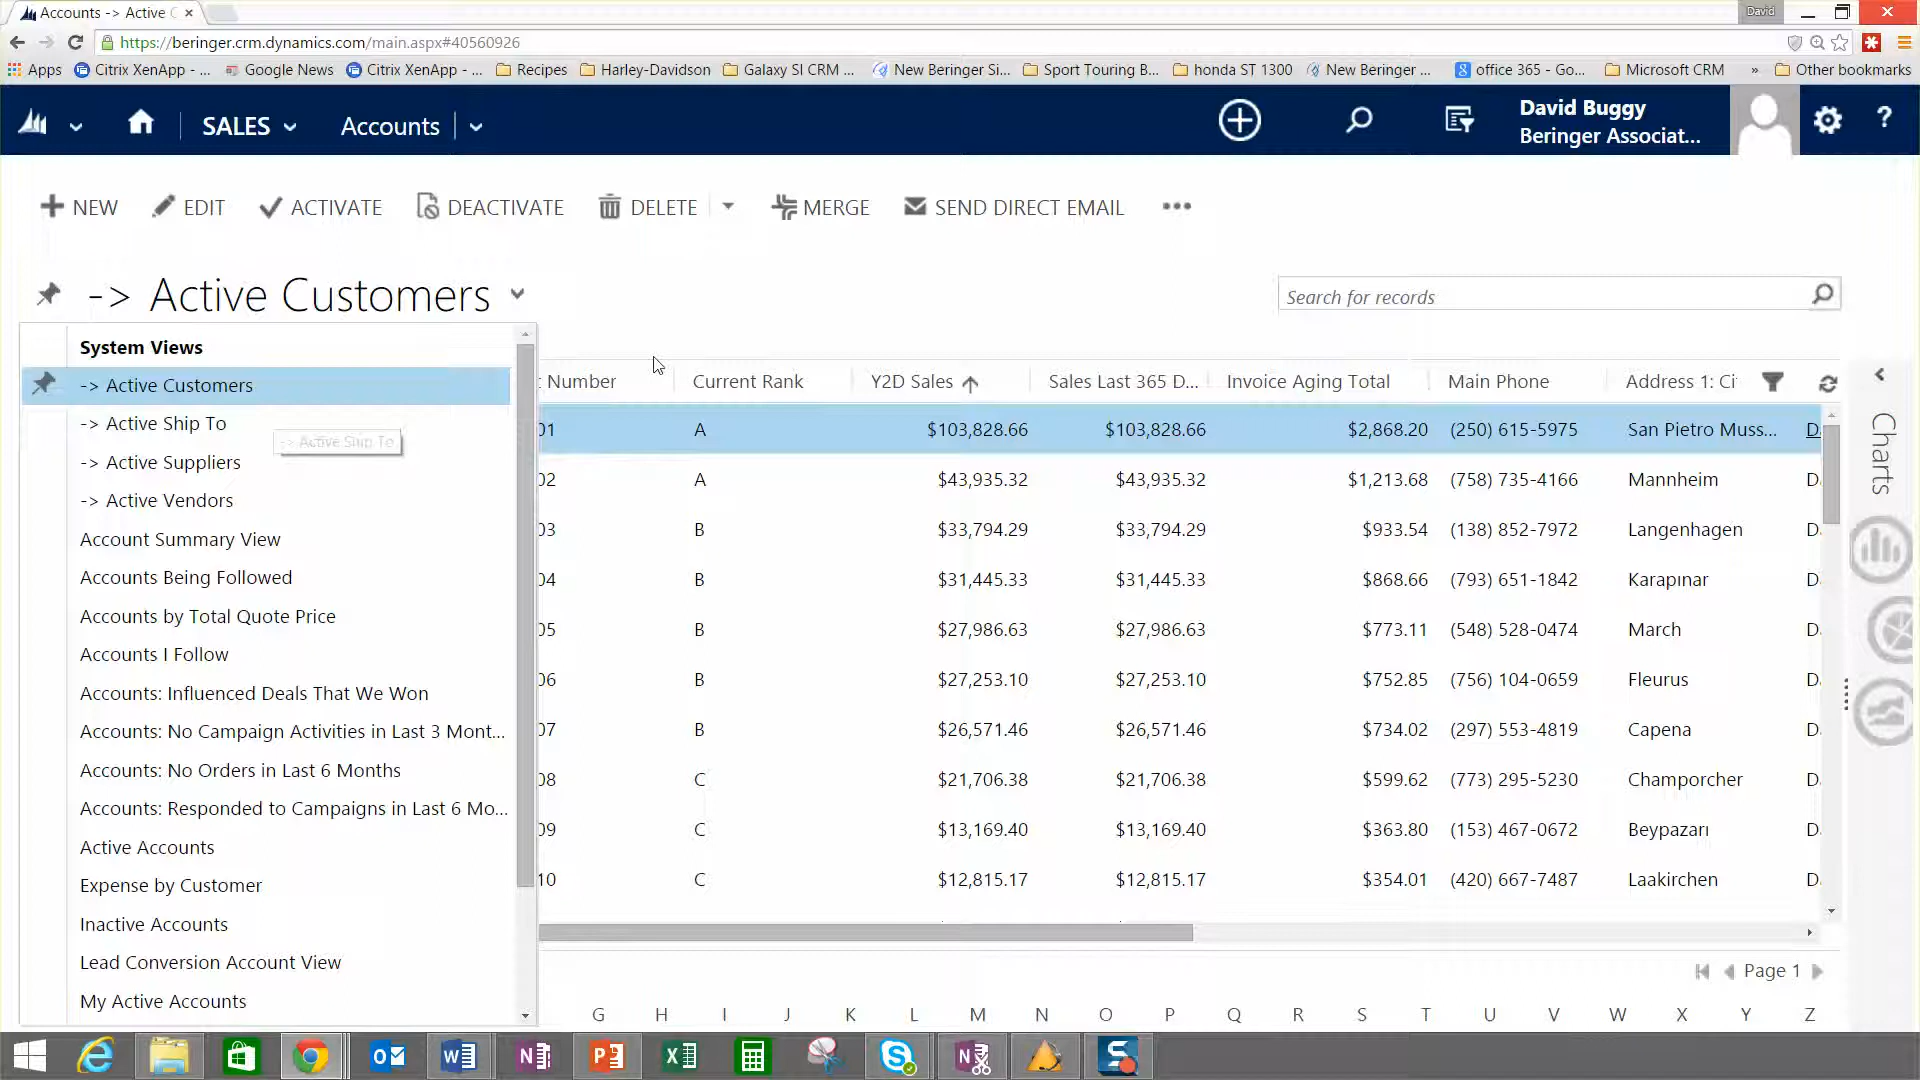 Accounts -> Active C
David
https://beringer.crm.dynamics.com/main.aspx#40560926
Apps
Citrix XenApp - ...
Google News
Citrix XenApp - ...
Recipes
Harley-Davidson
Galaxy SI CRM ...
New Beringer Si...
Sport Touring B...
honda ST 1300
New Beringer ...
office 365 - Go...
Microsoft CRM
»
Other bookmarks
SALES
Accounts
David Buggy
Beringer Associat...
?
NEW
EDIT
ACTIVATE
DEACTIVATE
DELETE
MERGE
SEND DIRECT EMAIL
-> Active Customers
Search for records
System Views
-> Active Customers
-> Active Ship To
-> Active Ship To
-> Active Suppliers
-> Active Vendors
Account Summary View
Accounts Being Followed
Accounts by Total Quote Price
Accounts I Follow
Accounts: Influenced Deals That We Won
Accounts: No Campaign Activities in Last 3 Mont...
Accounts: No Orders in Last 6 Months
Accounts: Responded to Campaigns in Last 6 Mo...
Active Accounts
Expense by Customer
Inactive Accounts
Lead Conversion Account View
My Active Accounts
: Number Current Rank Y2D Sales Sales Last 365 D... Invoice Aging Total Main Phone Address 1: Ci
01 A $103,828.66 $103,828.66 $2,868.20 (250) 615-5975 San Pietro Muss... D
02 A $43,935.32 $43,935.32 $1,213.68 (758) 735-4166 Mannheim D
03 B $33,794.29 $33,794.29 $933.54 (138) 852-7972 Langenhagen D
04 B $31,445.33 $31,445.33 $868.66 (793) 651-1842 Karapınar D
05 B $27,986.63 $27,986.63 $773.11 (548) 528-0474 March D
06 B $27,253.10 $27,253.10 $752.85 (756) 104-0659 Fleurus D
07 B $26,571.46 $26,571.46 $734.02 (297) 553-4819 Capena D
08 C $21,706.38 $21,706.38 $599.62 (773) 295-5230 Champorcher D
09 C $13,169.40 $13,169.40 $363.80 (153) 467-0672 Beypazarı D
10 C $12,815.17 $12,815.17 $354.01 (420) 667-7487 Laakirchen D
Charts
Page 1
G H I J K L M N O P Q R S T U V W X Y Z